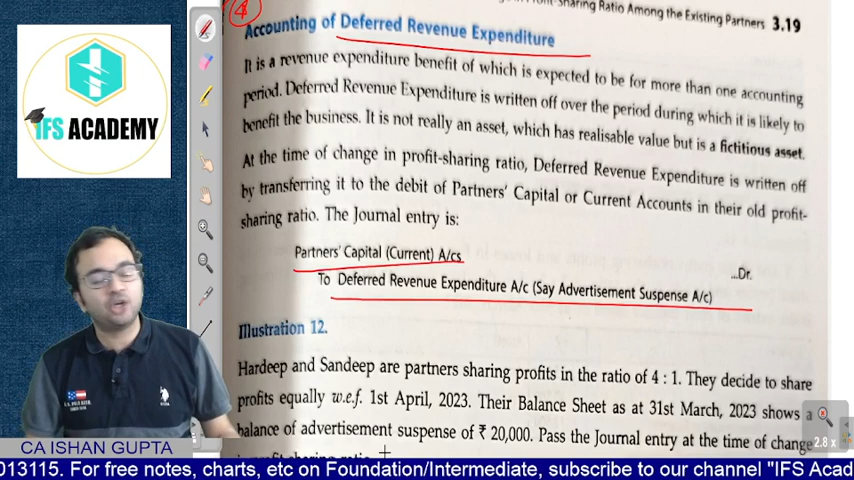 4
-Sharing Ratio Among the Existing Partners 3.19
Accounting of Deferred Revenue Expenditure
It is a revenue expenditure benefit of which is expected to be for more than one accounting
period. Deferred Revenue Expenditure is written off over the period during which it is likely to
benefit the business. It is not really an asset, which has realisable value but is a fictitious asset.
At the time of change in profit-sharing ratio, Deferred Revenue Expenditure is written off
by transferring it to the debit of Partners' Capital or Current Accounts in their old profit-
sharing ratio. The Journal entry is:
Partners' Capital (Current) A/cs ...Dr.
To Deferred Revenue Expenditure A/c (Say Advertisement Suspense A/c)
Illustration 12.
Hardeep and Sandeep are partners sharing profits in the ratio of 4 : 1. They decide to share
profits equally w.e.f. 1st April, 2023. Their Balance Sheet as at 31st March, 2023 shows a
balance of advertisement suspense of ₹ 20,000. Pass the Journal entry at the time of change
IFS ACADEMY
2.8 x
CA ISHAN GUPTA
013115. For free notes, charts, etc on Foundation/Intermediate, subscribe to our channel "IFS Acad